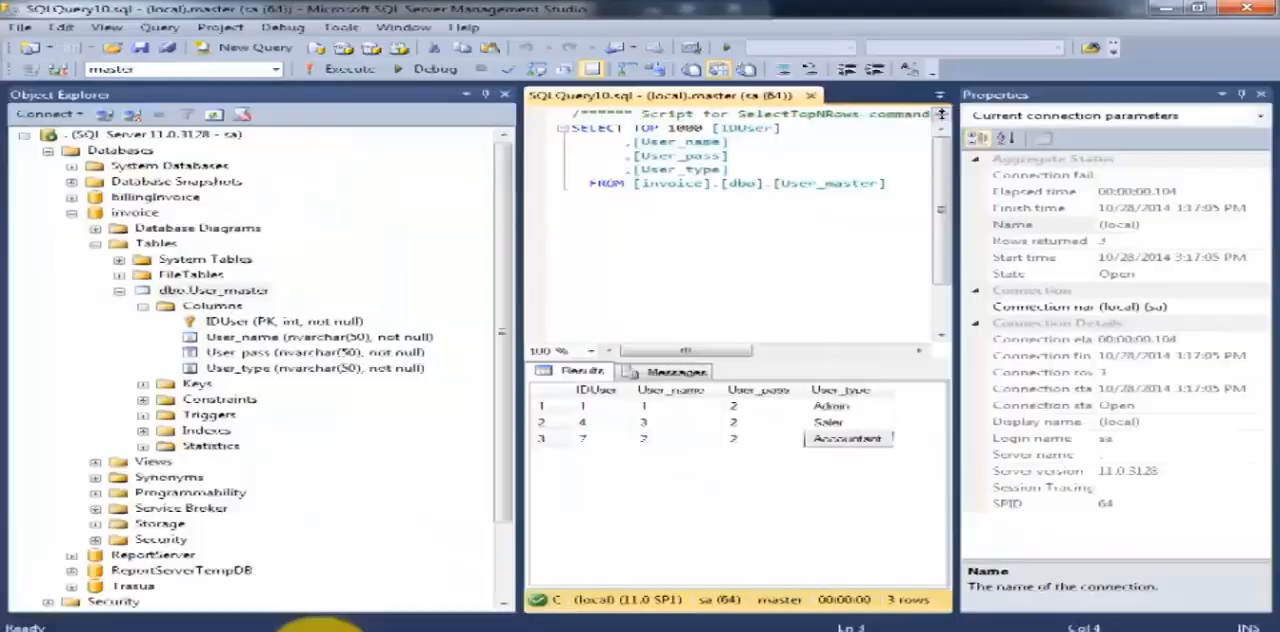 SQLQuery10.sql - (local).master (sa (64)) - Microsoft SQL Server Management Studio
File Edit View Query Project Debug Tools Window Help
New Query
master Execute Debug
Object Explorer
Connect
. (SQL Server 11.0.3128 - sa)
Databases
System Databases
Database Snapshots
billingInvoice
invoice
Database Diagrams
Tables
System Tables
FileTables
dbo.User_master
Columns
IDUser (PK, int, not null)
User_name (nvarchar(50), not null)
User_pass (nvarchar(50), not null)
User_type (nvarchar(50), not null)
Keys
Constraints
Triggers
Indexes
Statistics
Views
Synonyms
Programmability
Service Broker
Storage
Security
ReportServer
ReportServerTempDB
Trasua
Security
SQLQuery10.sql - (local).master (sa (64))
/****** Script for SelectTopNRows command
SELECT TOP 1000 [IDUser]
,[User_name]
,[User_pass]
,[User_type]
FROM [invoice].[dbo].[User_master]
100 %
Results Messages
IDUser User_name User_pass User_type
1 1 1 2 Admin
2 4 3 2 Saler
3 7 2 2 Accountant
C (local) (11.0 SP1) sa (64) master 00:00:00 3 rows
Properties
Current connection parameters
Aggregate Status
Connection fail
Elapsed time 00:00:00.104
Finish time 10/28/2014 3:17:05 PM
Name (local)
Rows returned 3
Start time 10/28/2014 3:17:05 PM
State Open
Connection
Connection nar (local) (sa)
Connection Details
Connection ela 00:00:00.104
Connection fin 10/28/2014 3:17:05 PM
Connection rov 3
Connection sta 10/28/2014 3:17:05 PM
Connection sta Open
Display name (local)
Login name sa
Server name .
Server version 11.0.3128
Session Tracing
SPID 64
Name
The name of the connection.
Ready Ln 3 Col 4 INS